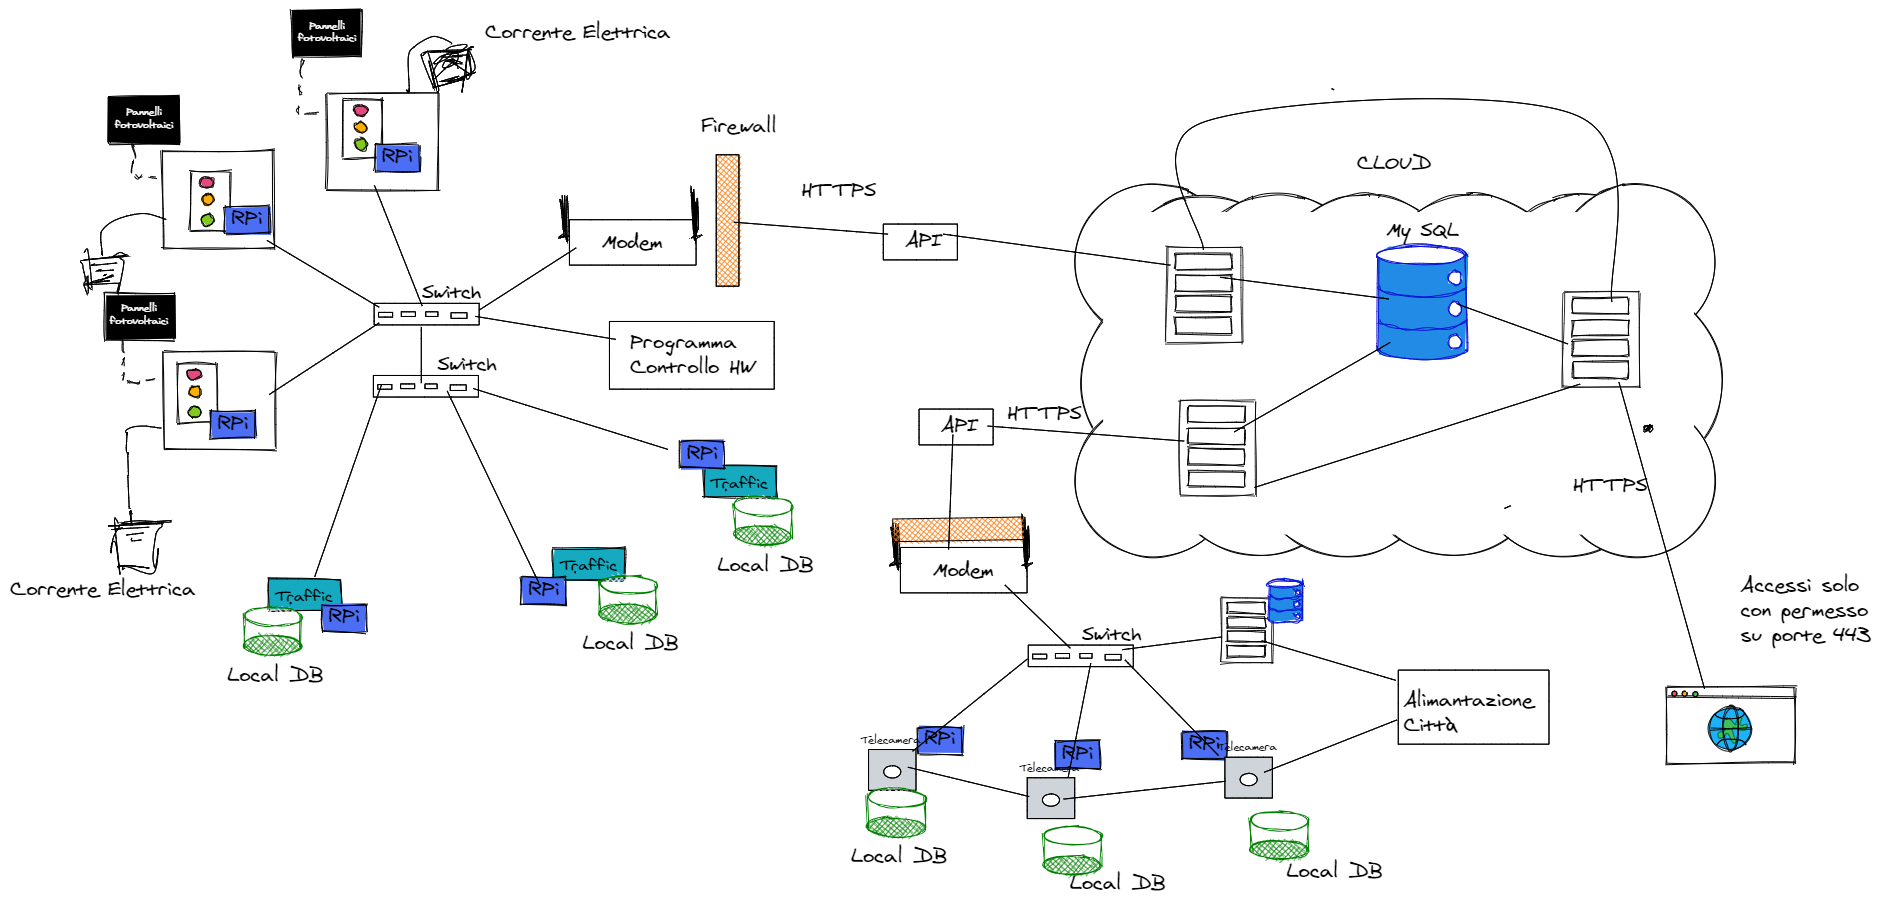 Pannelli
fotovoltaici
Corrente Elettrica
Pannelli
fotovoltaici
RPi
Firewall
CLOUD
HTTPS
RPi
My SQL
Modem
API
Switch
Pannelli
fotovoltaici
Programma
Controllo HW
Switch
RPi
API
HTTPS
RPi
Traffic
HTTPS
Local DB
Modem
Traffic
RPi
Corrente Elettrica
Traffic
RPi
Local DB
Local DB
Accessi solo
con permesso
su porte 443
Switch
Alimantazione
Città
Telecamera
RPi
Telecamera
RPi
RPi
Telecamera
Local DB
Local DB
Local DB